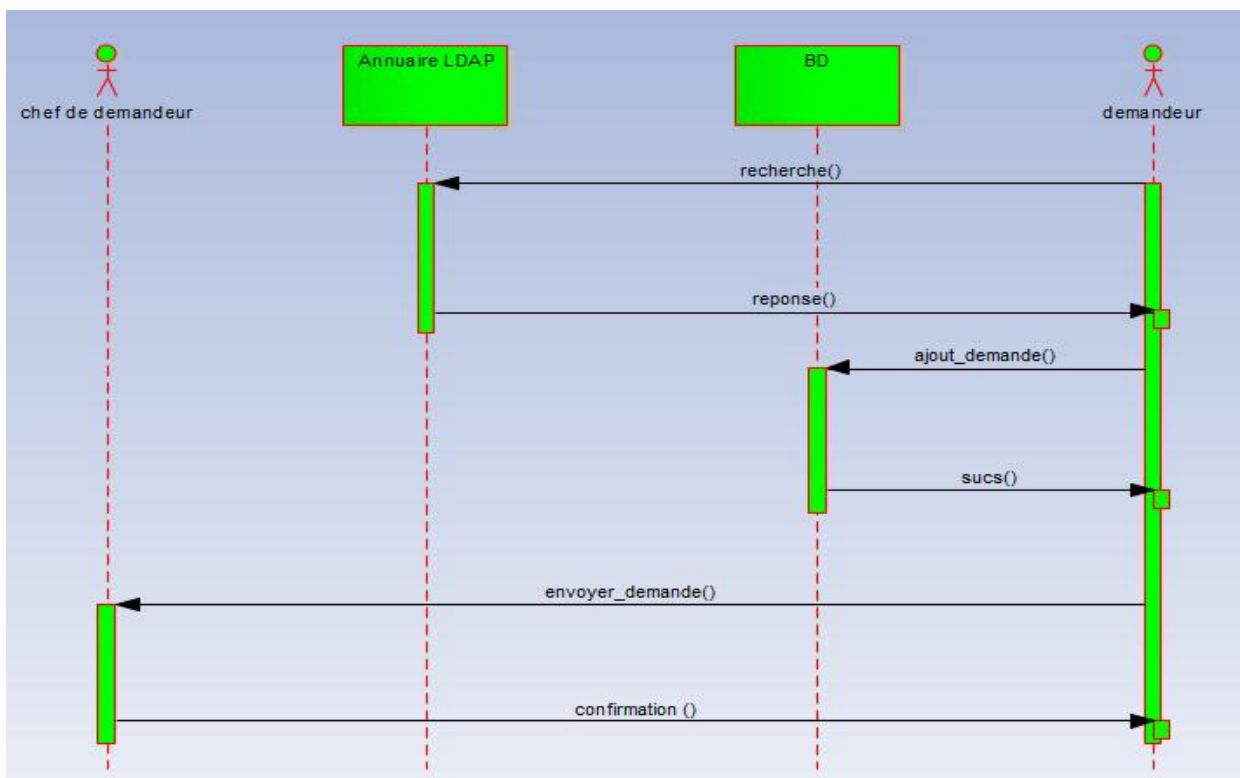 Annuaire LDAP
BD
chef de demandeur
demandeur
recherche()
reponse()
ajout_demande()
sucs()
envoyer_demande()
confirmation ()